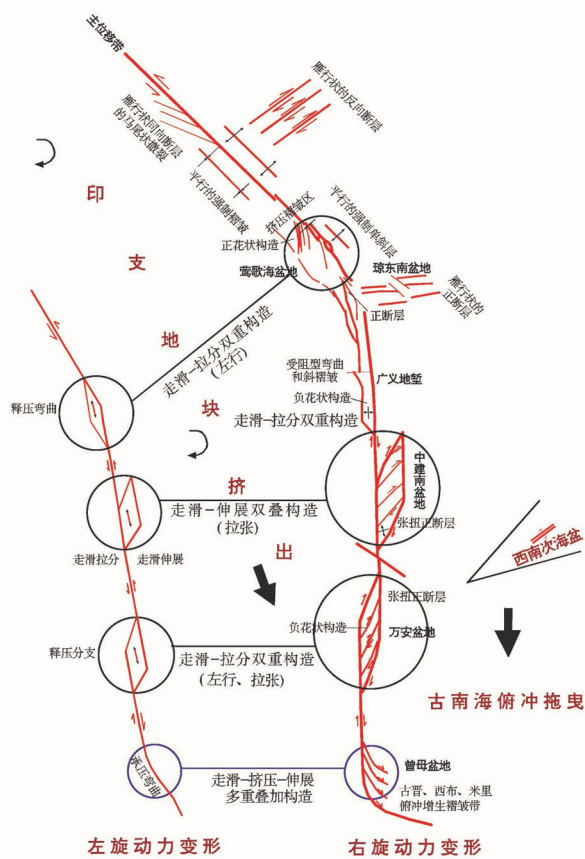 主位移带
雁行状的反向断层
雁行状同向断层
的马尾状撒裂
平行的强制褶皱
挤压褶皱区
平行的强制单斜层
正花状构造
莺歌海盆地
琼东南盆地
雁行状的
正断层
正断层
印
支
地
块
挤
出
走滑-拉分双重构造
(左行)
受阻型弯曲
和斜褶皱
广义地堑
负花状构造
走滑-拉分双重构造
释压弯曲
中建南盆地
走滑-伸展双叠构造
(拉张)
张扭正断层
走滑拉分
走滑伸展
西南次海盆
张扭正断层
负花状构造
万安盆地
释压分支
走滑-拉分双重构造
(左行、拉张)
古南海俯冲拖曳
承压弯曲
走滑-挤压-伸展
多重叠加构造
曾母盆地
古晋、西布、米里
俯冲增生褶皱带
左旋动力变形
右旋动力变形